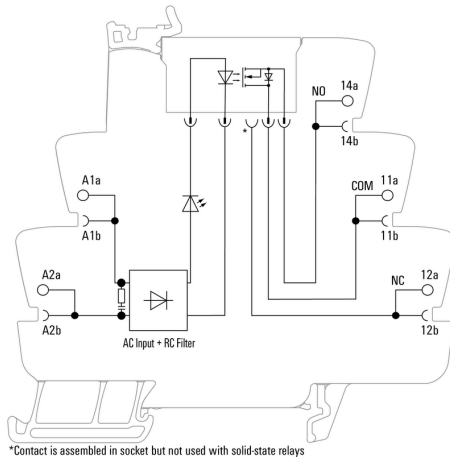 NO
14a
*
14b
A1a
COM
11a
A1b
11b
A2a
NC
12a
A2b
12b
AC Input + RC Filter
*Contact is assembled in socket but not used with solid-state relays